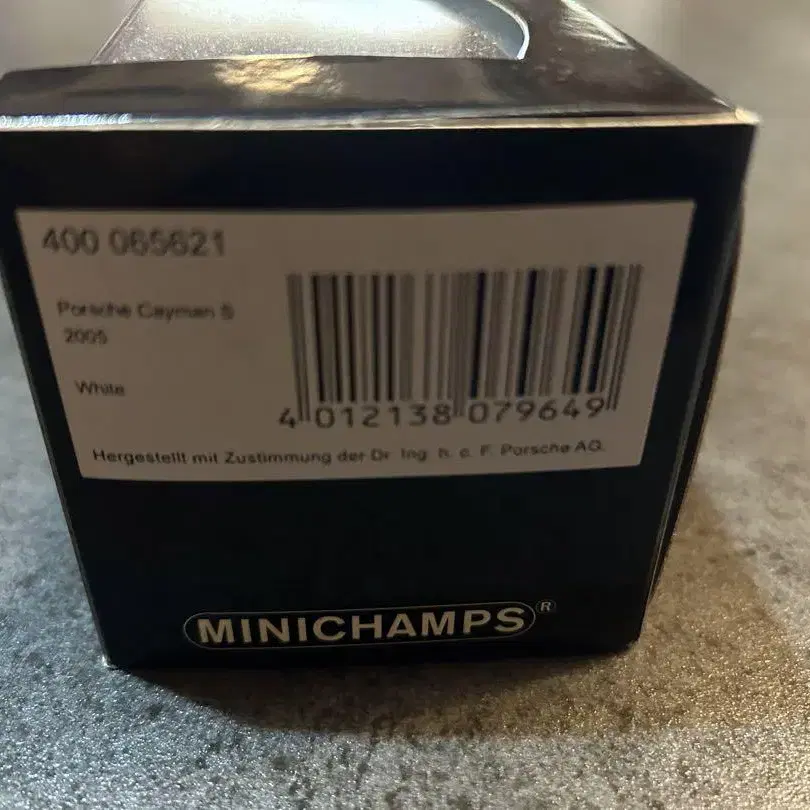 400 065621
Porsche Cayman S
2005
White
4 012138 079649
Hergestellt mit Zustimmung der Dr. Ing. h. c. F. Porsche AG.
MINICHAMPS®